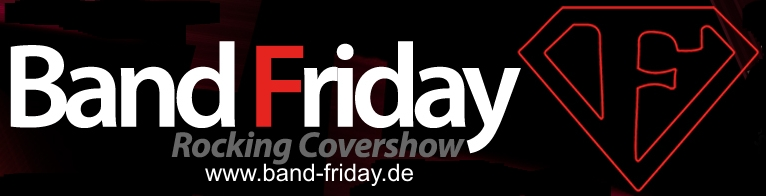 Band Friday
Rocking Covershow
www.band-friday.de
F